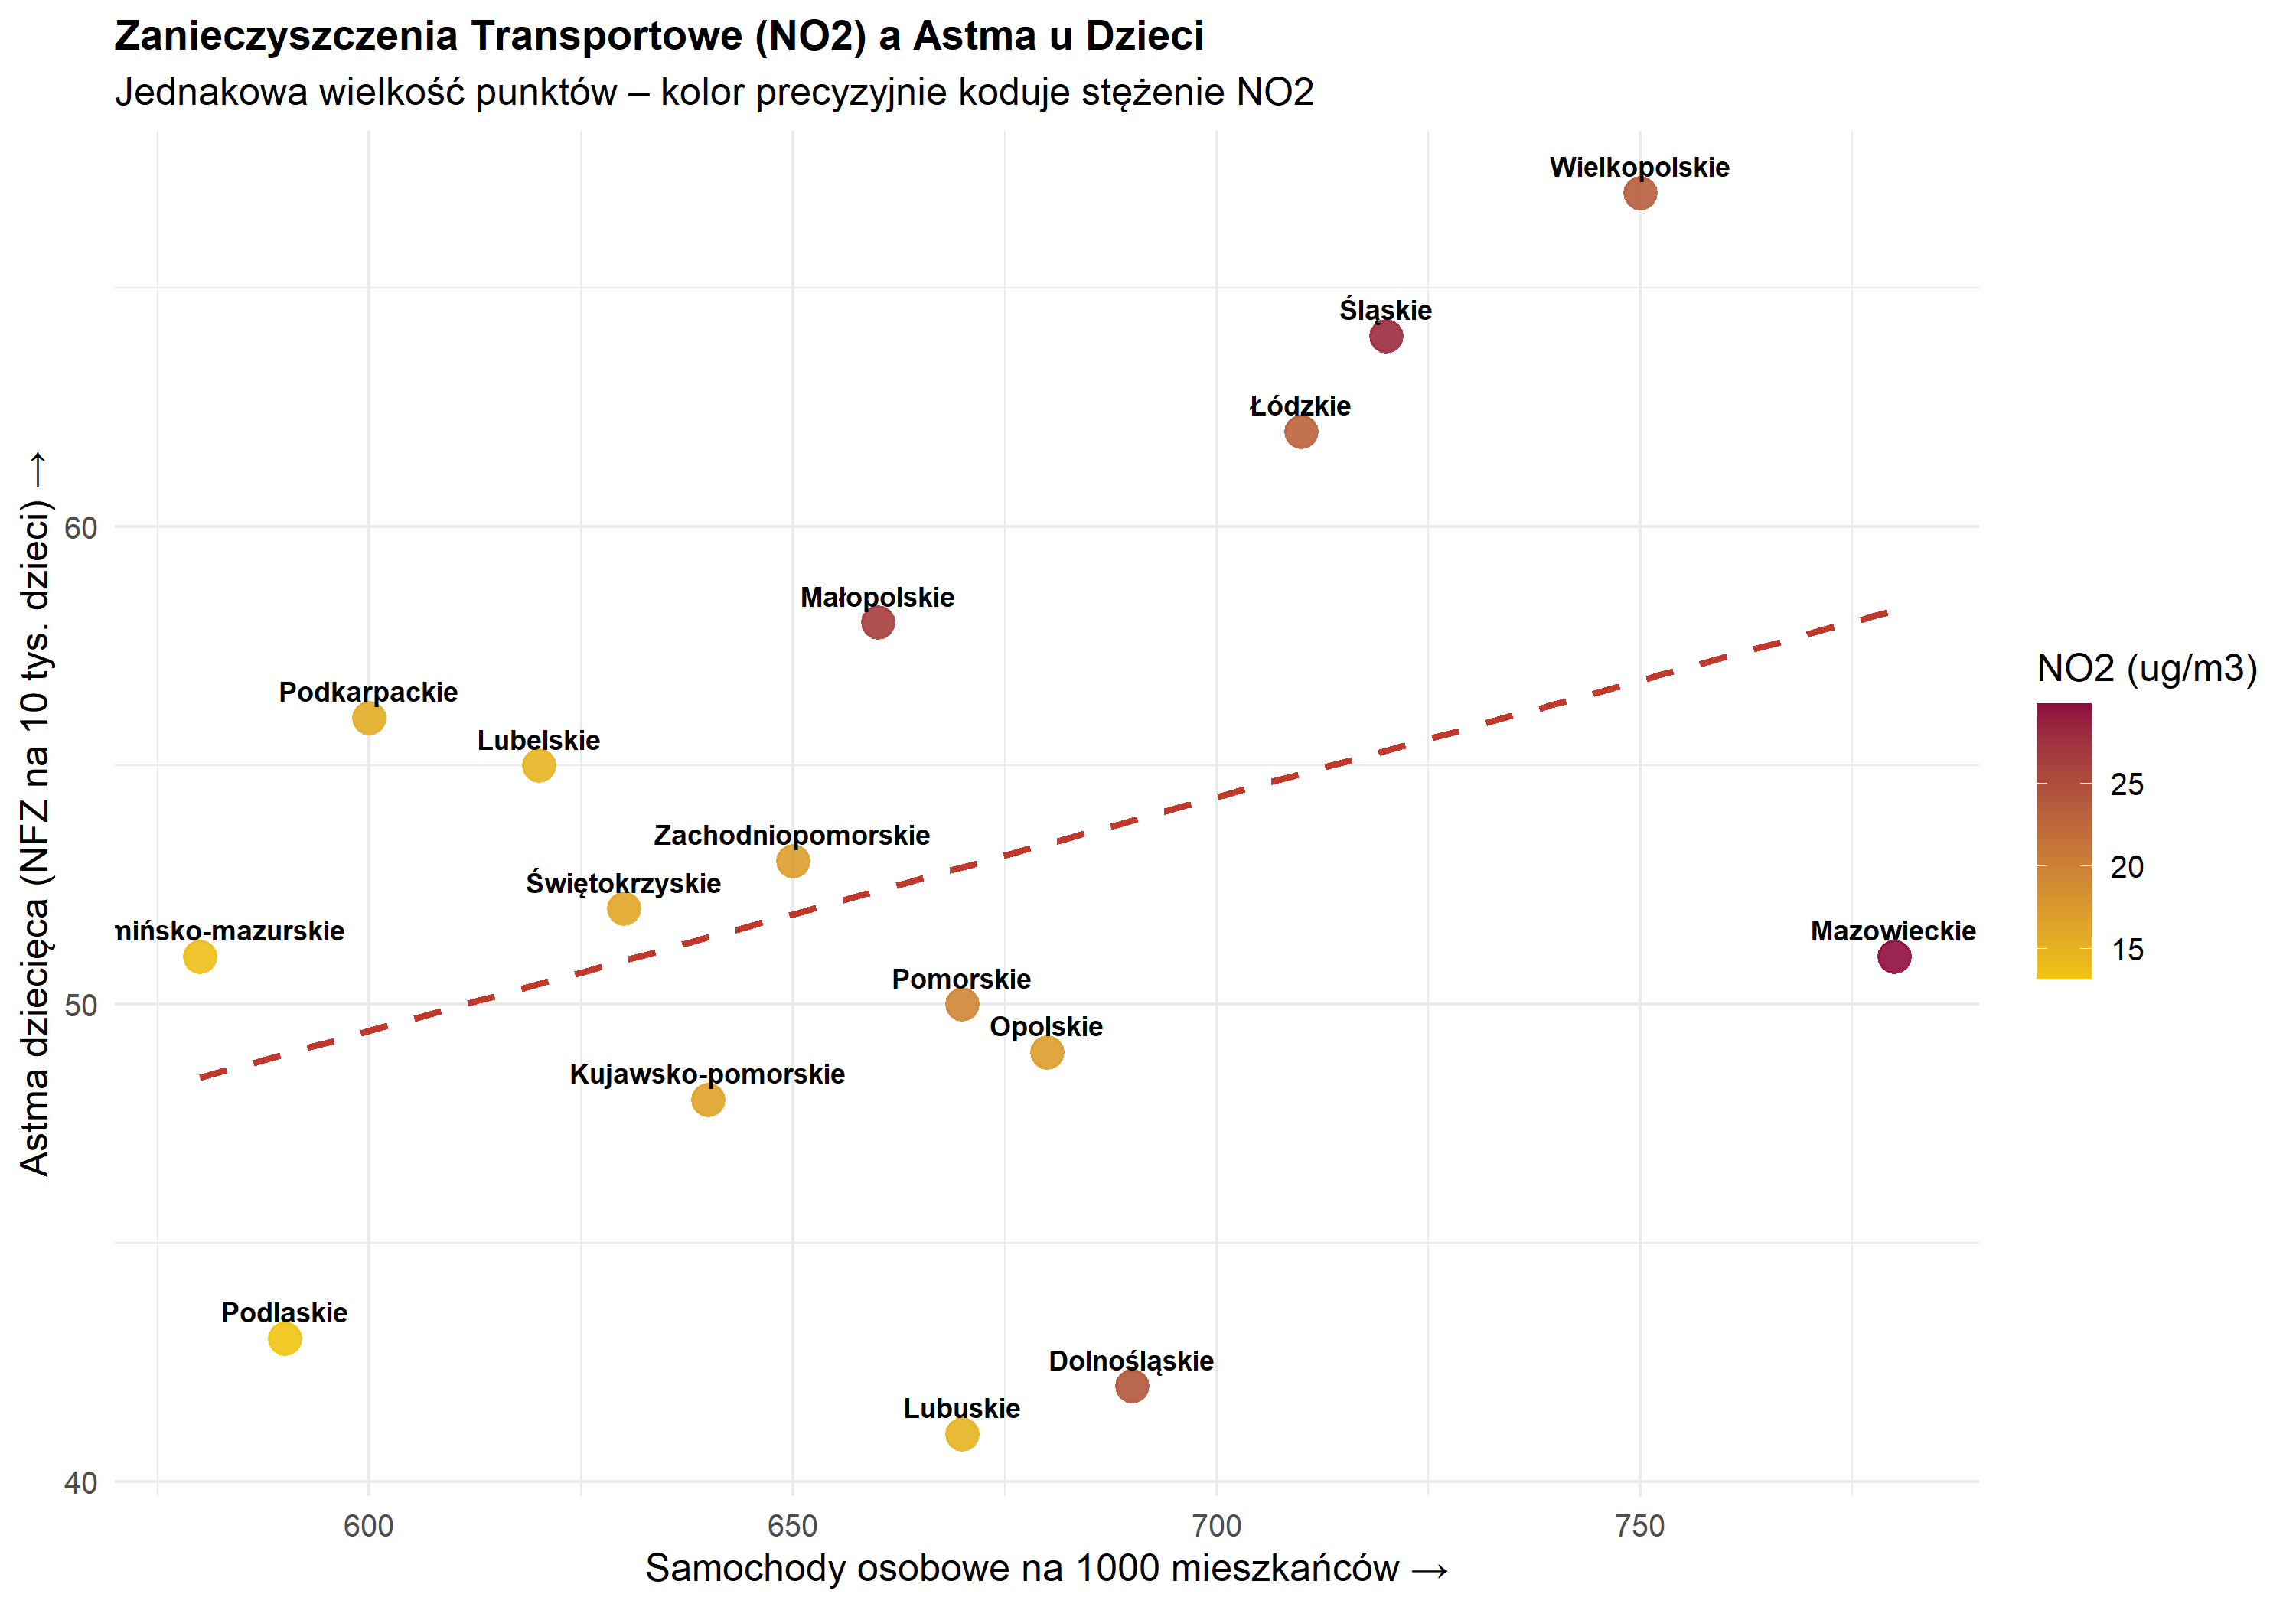 Zanieczyszczenia Transportowe (NO2) a Astma u Dzieci
Jednakowa wielkość punktów – kolor precyzyjnie koduje stężenie NO2
Wielkopolskie
Śląskie
Łódzkie
Małopolskie
Podkarpackie
Lubelskie
Zachodniopomorskie
Świętokrzyskie
mińsko-mazurskie
Mazowieckie
Pomorskie
Opolskie
Kujawsko-pomorskie
Podlaskie
Dolnośląskie
Lubuskie
Astma dziecięca (NFZ na 10 tys. dzieci) →
60
50
40
600
650
700
750
Samochody osobowe na 1000 mieszkańców →
NO2 (ug/m3)
25
20
15